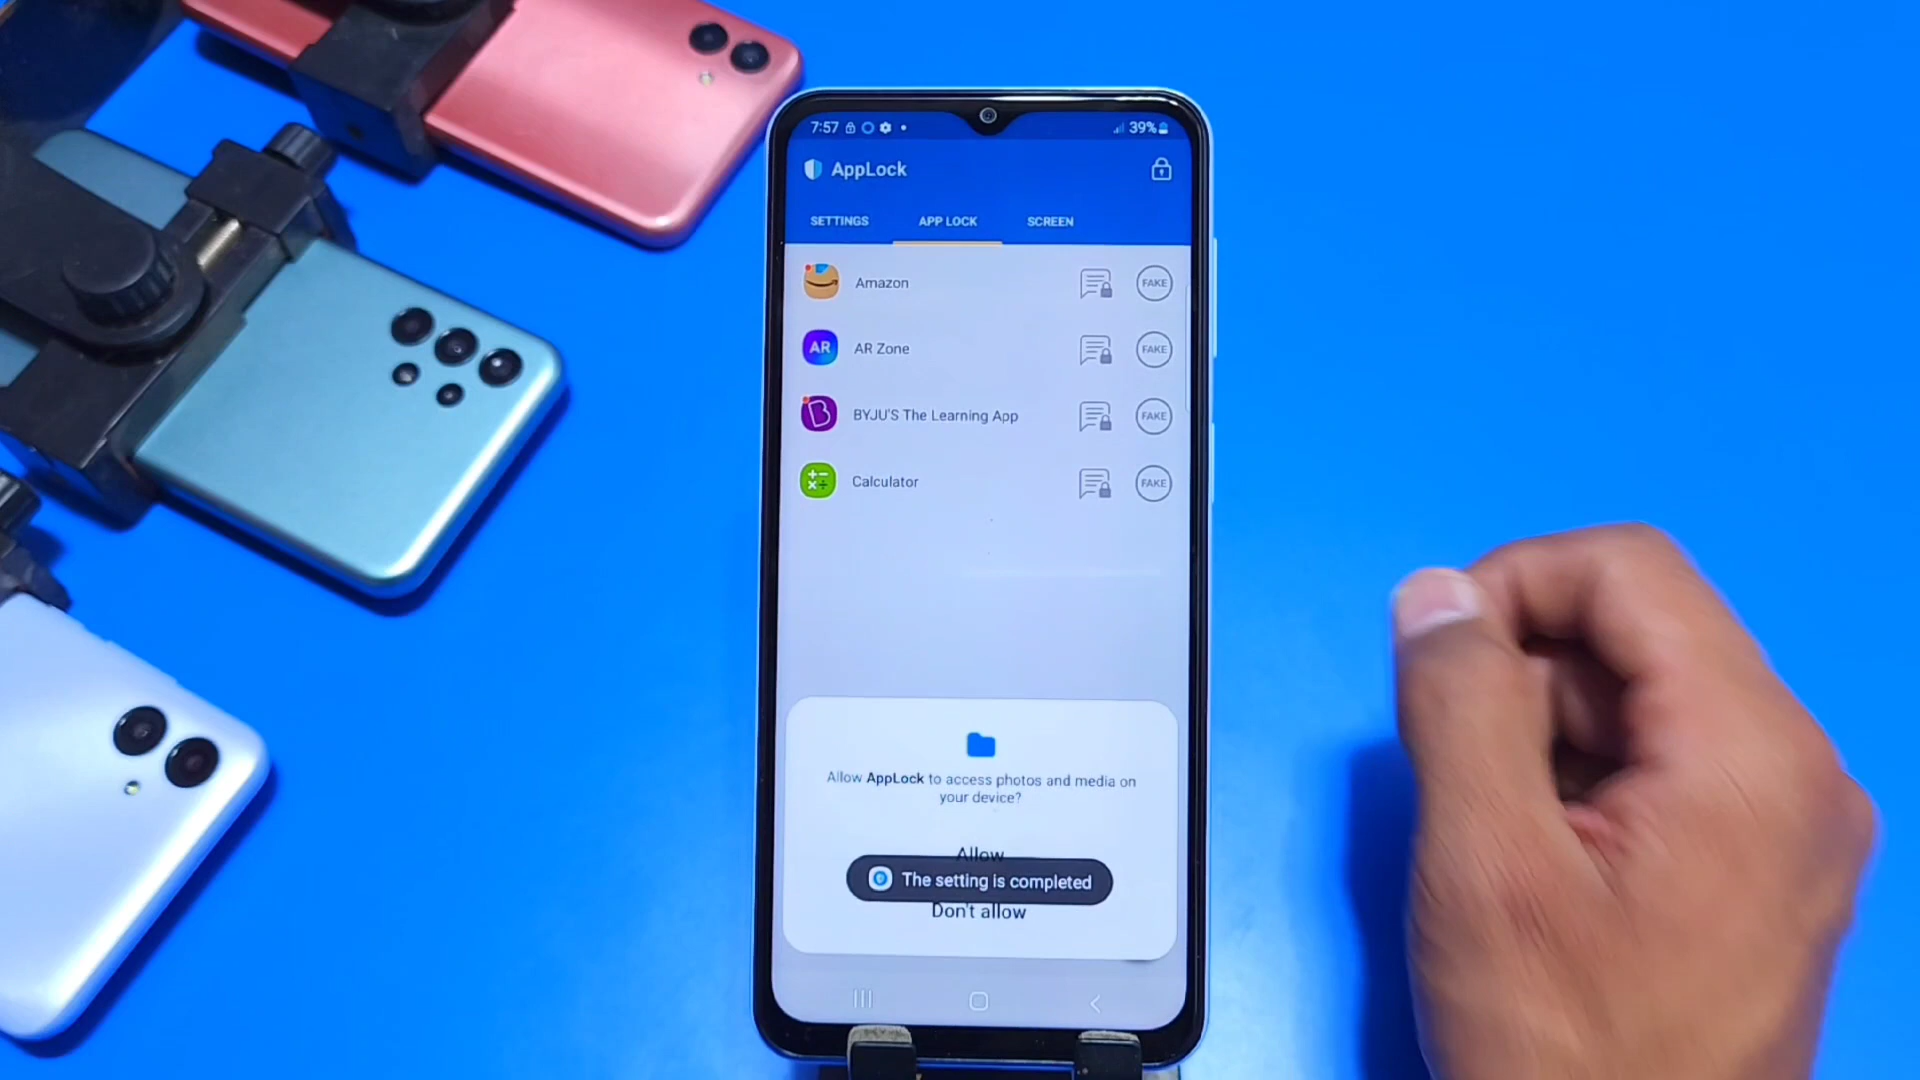 7:57
39%
AppLock
SETTINGS APP LOCK SCREEN
Amazon FAKE
AR AR Zone FAKE
BYJU'S The Learning App FAKE
Calculator FAKE
Allow AppLock to access photos and media on
your device?
Allow
The setting is completed
Don't allow